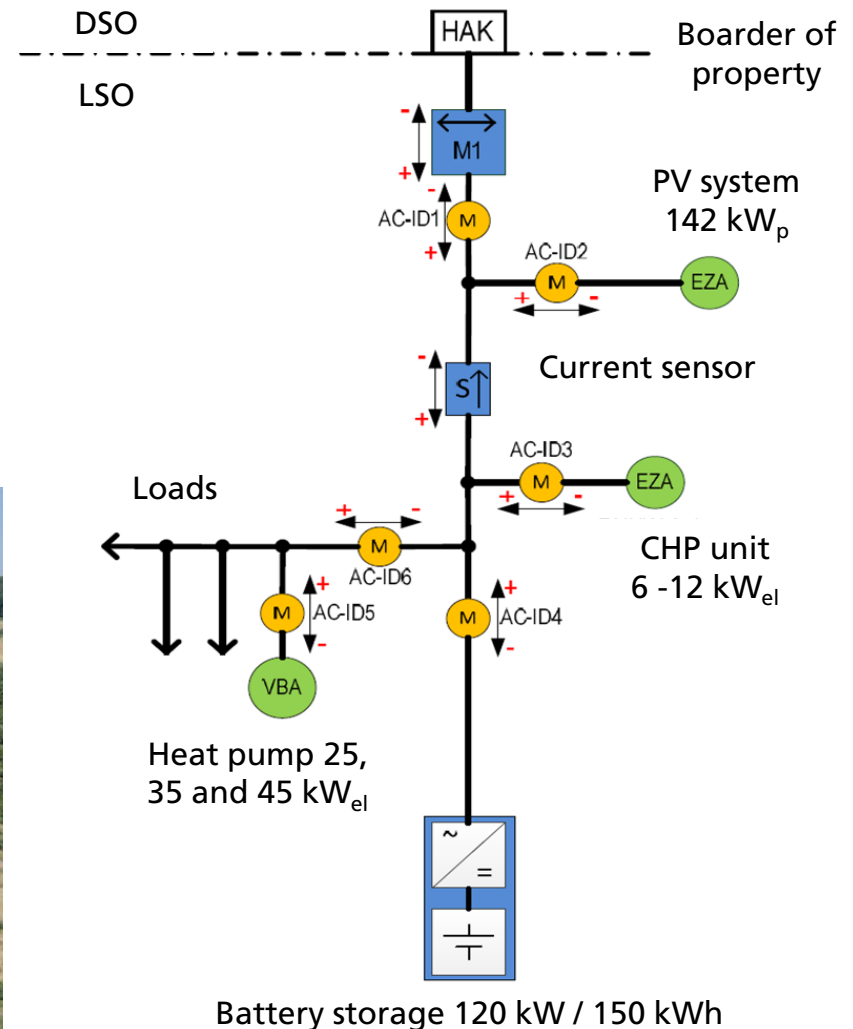 DSO
HAK
Boarder of
property
LSO
-
M1
+
PV system
142 kWp
-
AC-ID1
M
+
AC-ID2
M
EZA
+ -
-
S
+
Current sensor
AC-ID3
M
EZA
+ -
Loads
+ -
M
AC-ID6
CHP unit
6 -12 kWel
+
M
AC-ID5
-
+
M
AC-ID4
-
VBA
Heat pump 25,
35 and 45 kWel
~
=
Battery storage 120 kW / 150 kWh